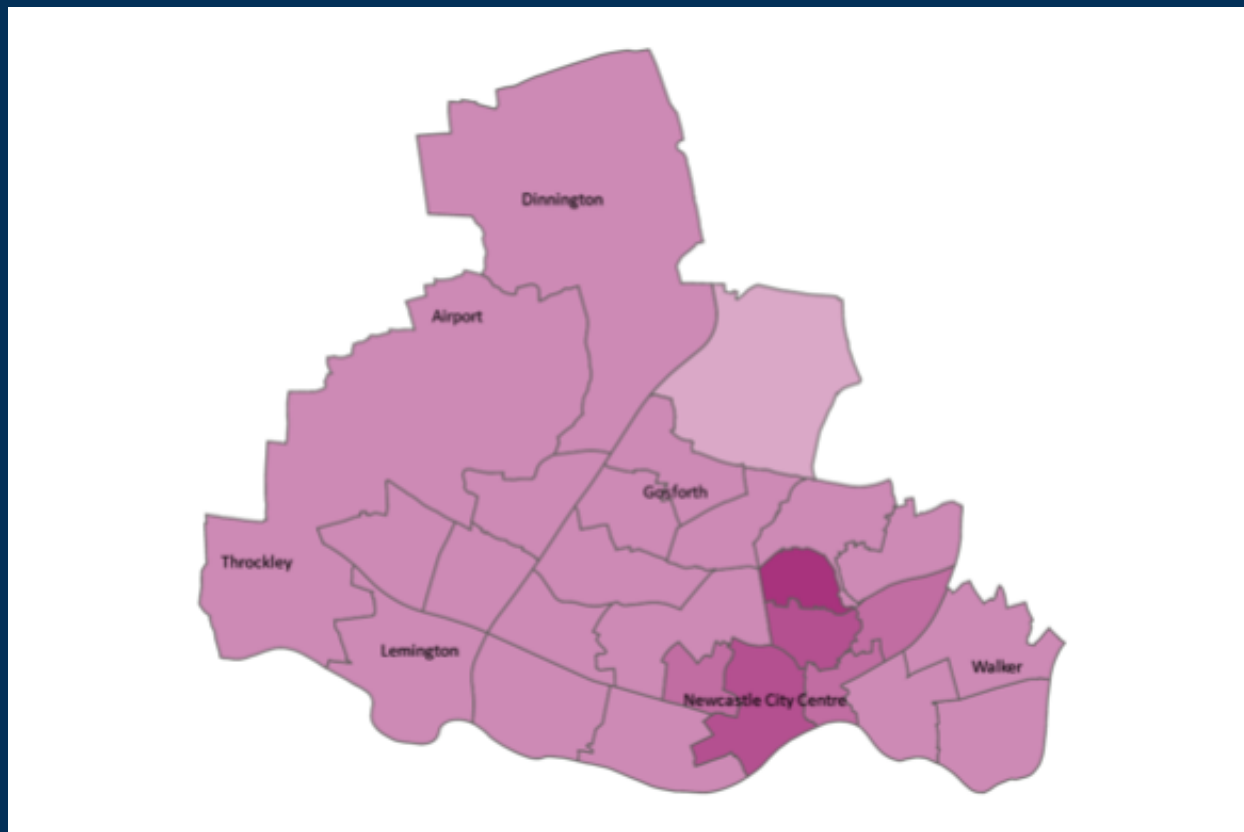 Dinnington
Airport
Gosforth
Throckley
Lemington
Walker
Newcastle City Centre